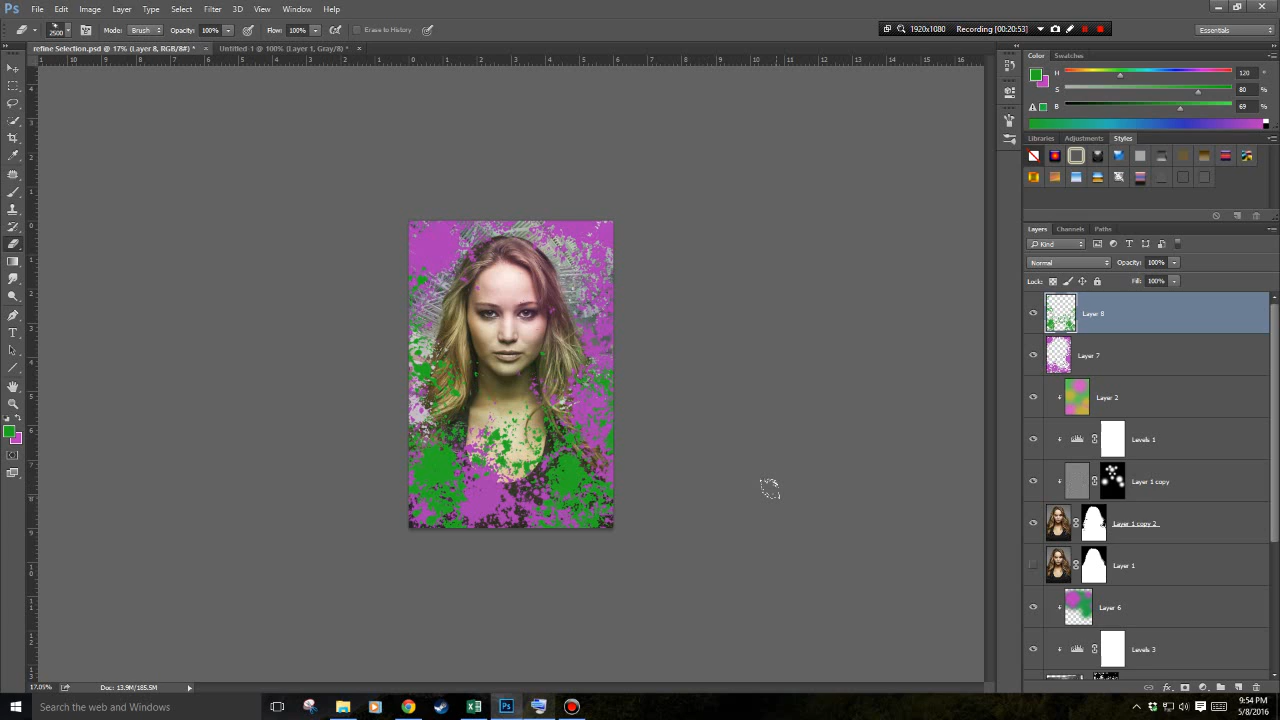 Ps File Edit Image Layer Type Select Filter 3D View Window Help
2500 Mode: Brush Opacity: 100% Flow: 100% Erase to History
1920x1080 Recording [00:20:53] Essentials
refine Selection.psd @ 17% (Layer 8, RGB/8#) * × Untitled-1 @ 100% (Layer 1, Gray/8) * ×
Color Swatches
H 120 °
S 80 %
B 69 %
Libraries Adjustments Styles
Layers Channels Paths
Kind
Normal Opacity: 100%
Lock: Fill: 100%
Layer 8
Layer 7
Layer 2
Levels 1
Layer 1 copy
Layer 1 copy 2
Layer 1
Layer 6
Levels 3
17.05% Doc: 13.9M/185.5M
Search the web and Windows
9:54 PM
5/8/2016